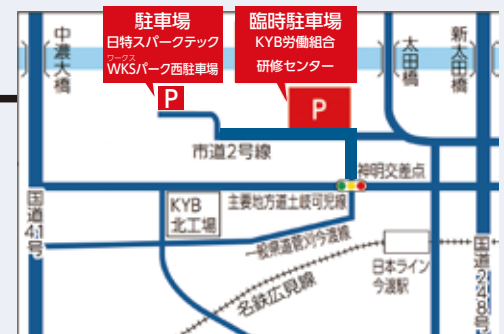 駐車場
日特スパークテック
ワークス
WKSパーク西駐車場
P
臨時駐車場
KYB労働組合
研修センター
P
中濃大橋
太田橋
新太田橋
市道2号線
神明交差点
国道41号
KYB
北工場
主要地方道土岐可児線
一般県道菅刈今渡線
名鉄広見線
日本ライン
今渡駅
国道248号